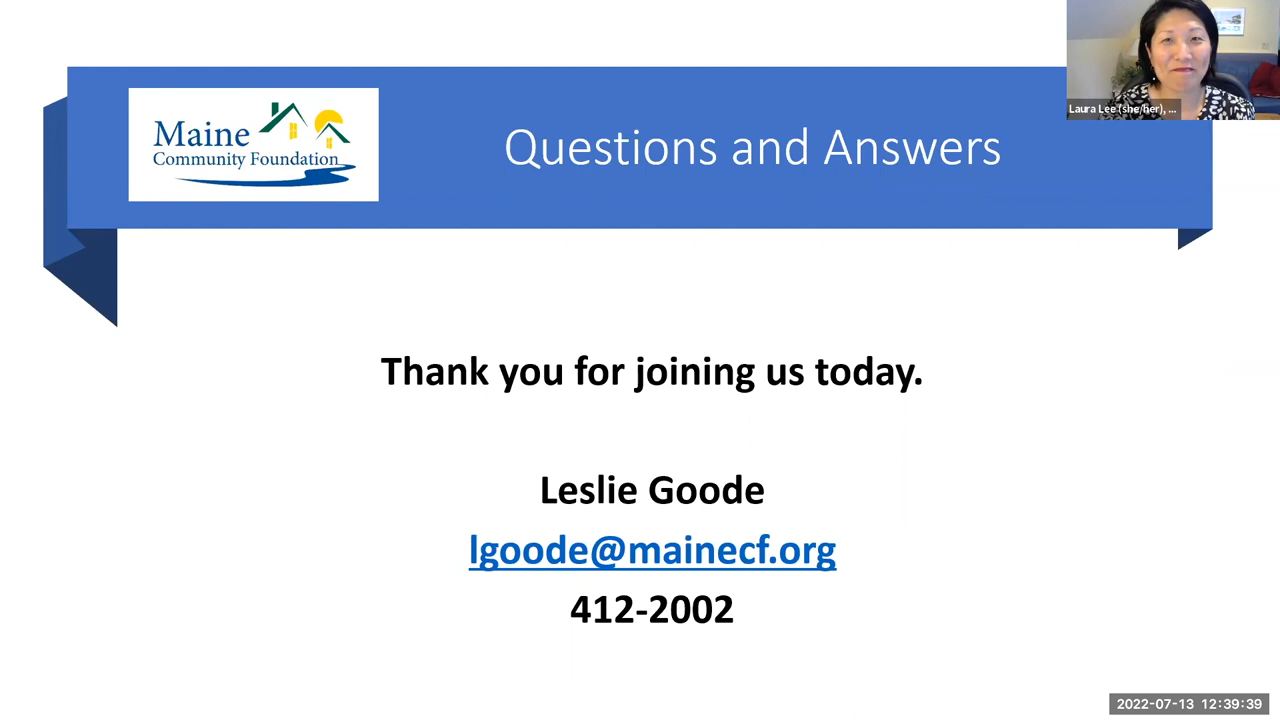 Laura Lee (she/her), ...
Maine
Community Foundation
Questions and Answers
Thank you for joining us today.
Leslie Goode
lgoode@mainecf.org
412-2002
2022-07-13 12:39:39